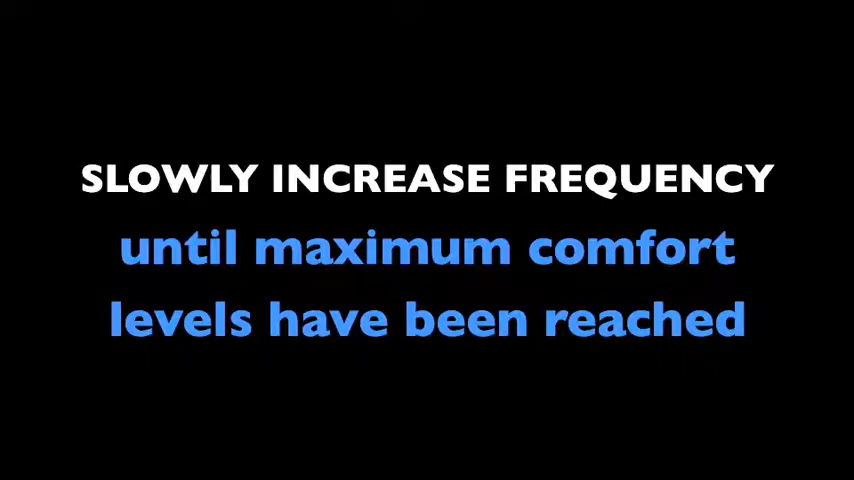 SLOWLY INCREASE FREQUENCY
until maximum comfort
levels have been reached